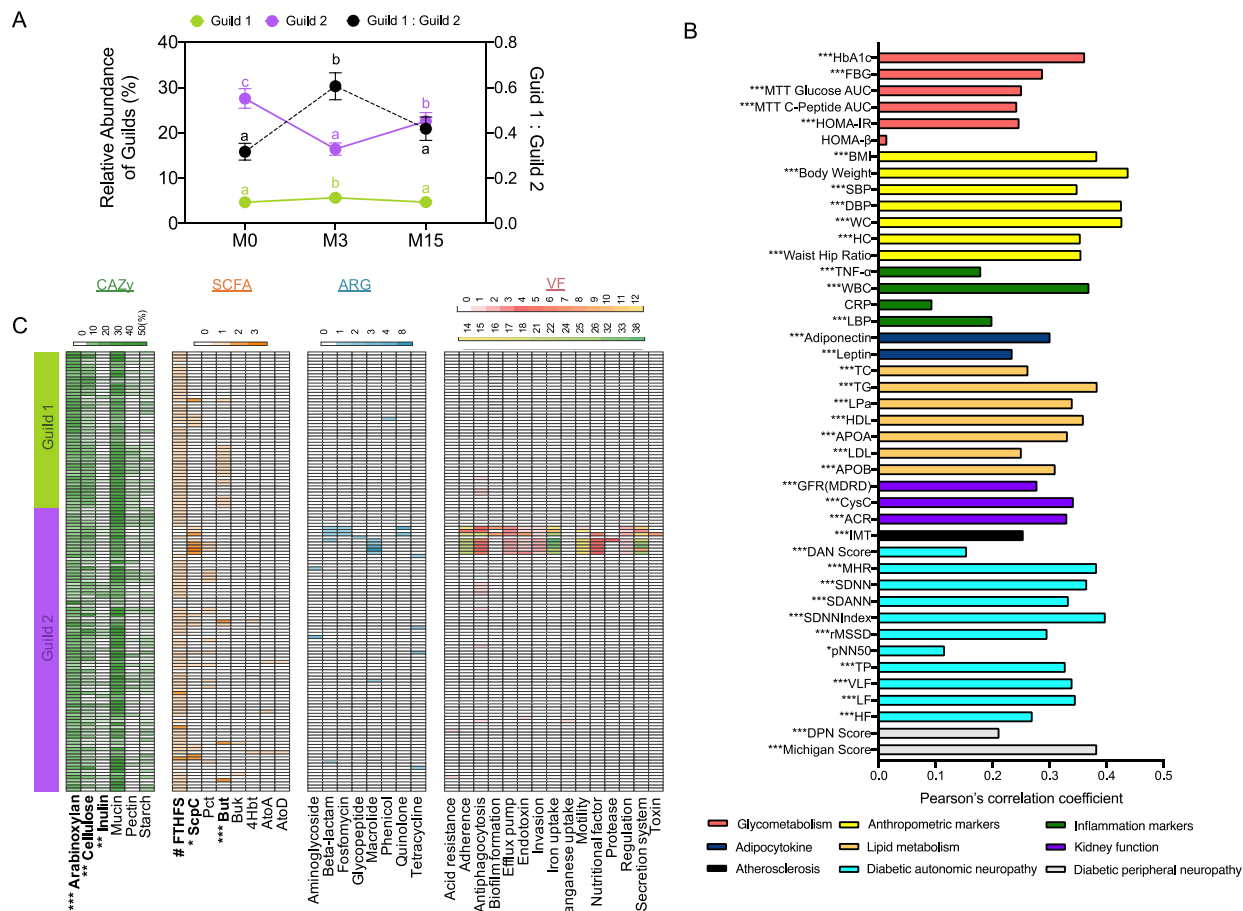 A
Guild 1
Guild 2
Guild 1 : Guild 2
Relative Abundance
of Guilds (%)
40
30
20
10
0
0.8
0.6
0.4
0.2
0.0
Guid 1 : Guild 2
c
b
b
a
a
a
a
b
a
M0
M3
M15
B
***HbA1c
***FBG
***MTT Glucose AUC
***MTT C-Peptide AUC
***HOMA-IR
HOMA-β
***BMI
***Body Weight
***SBP
***DBP
***WC
***HC
***Waist Hip Ratio
***TNF-α
***WBC
CRP
***LBP
***Adiponectin
***Leptin
***TC
***TG
***LPa
***HDL
***APOA
***LDL
***APOB
***GFR(MDRD)
***CysC
***ACR
***IMT
***DAN Score
***MHR
***SDNN
***SDANN
***SDNNIndex
***rMSSD
*pNN50
***TP
***VLF
***LF
***HF
***DPN Score
***Michigan Score
0.0 0.1 0.2 0.3 0.4 0.5
Pearson's correlation coefficient
Glycometabolism
Anthropometric markers
Inflammation markers
Adipocytokine
Lipid metabolism
Kidney function
Atherosclerosis
Diabetic autonomic neuropathy
Diabetic peripheral neuropathy
C
CAZy
0 10 20 30 40 50(%)
SCFA
0 1 2 3
ARG
0 1 2 4 8
VF
0 1 2 3 4 6 7 9 10 12
14 15 16 18 21 22 24 26 32 33 38
Guild 1
Guild 2
*** Arabinoxylan
** Cellulose
** Inulin
Mucin
Pectin
Starch
# FTHFS
* ScpC
Pct
*** But
Buk
4Hbt
AtoA
AtoD
Aminoglycoside
Beta-lactam
Fosfomycin
Glycopeptide
Macrolide
Phenicol
Quinolone
Tetracycline
Acid resistance
Adherence
Antiphagocytosis
Biofilm formation
Efflux pump
Endotoxin
Invasion
Iron uptake
anganese uptake
Motility
Nutritional factor
Protease
Regulation
Secretion system
Toxin